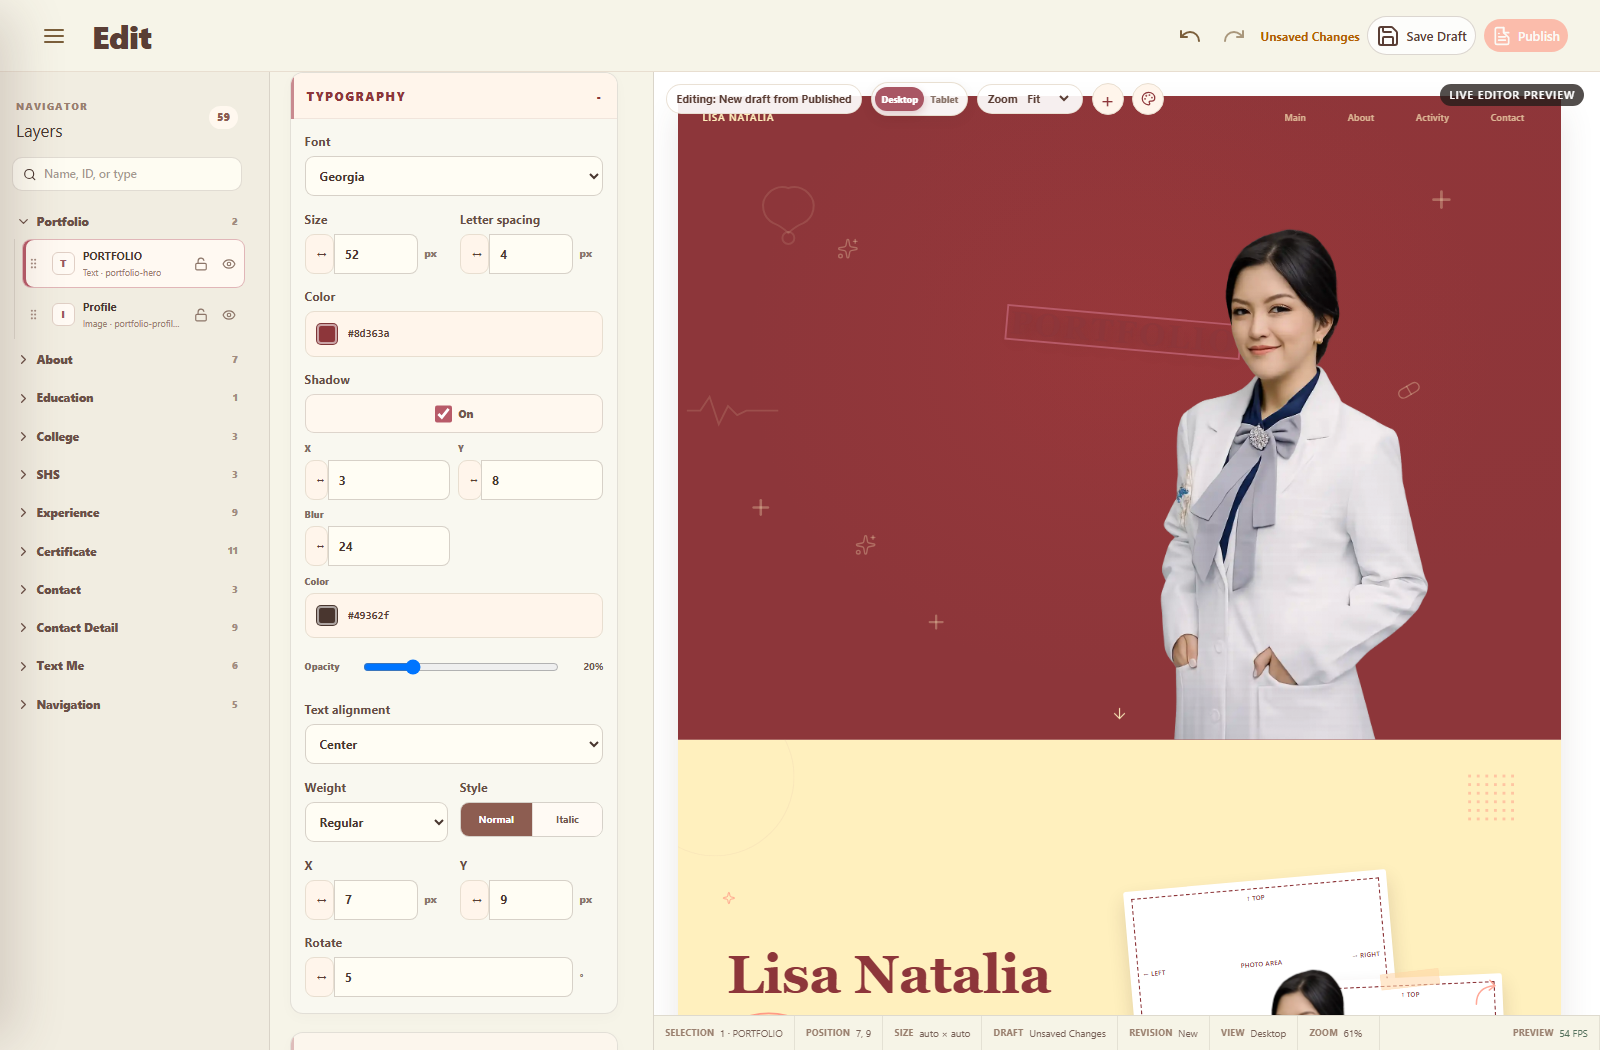 Edit
Unsaved Changes
Save Draft
Publish
NAVIGATOR
Layers
59
Name, ID, or type
Portfolio
2
T
PORTFOLIO
Text · portfolio-hero
I
Profile
Image · portfolio-profil...
About
7
Education
1
College
3
SHS
3
Experience
9
Certificate
11
Contact
3
Contact Detail
9
Text Me
6
Navigation
5
TYPOGRAPHY
-
Font
Georgia
Size
Letter spacing
52 px
4 px
Color
#8d363a
Shadow
On
X
Y
3
8
Blur
24
Color
#49362f
Opacity
20%
Text alignment
Center
Weight
Style
Regular
Normal
Italic
X
Y
7 px
9 px
Rotate
5 °
Editing: New draft from Published
Desktop
Tablet
Zoom
Fit
LIVE EDITOR PREVIEW
LISA NATALIA
Main
About
Activity
Contact
Lisa Natalia
↑ TOP
← LEFT
PHOTO AREA
→ RIGHT
↑ TOP
SELECTION 1 · PORTFOLIO
POSITION 7, 9
SIZE auto × auto
DRAFT Unsaved Changes
REVISION New
VIEW Desktop
ZOOM 61%
PREVIEW 54 FPS